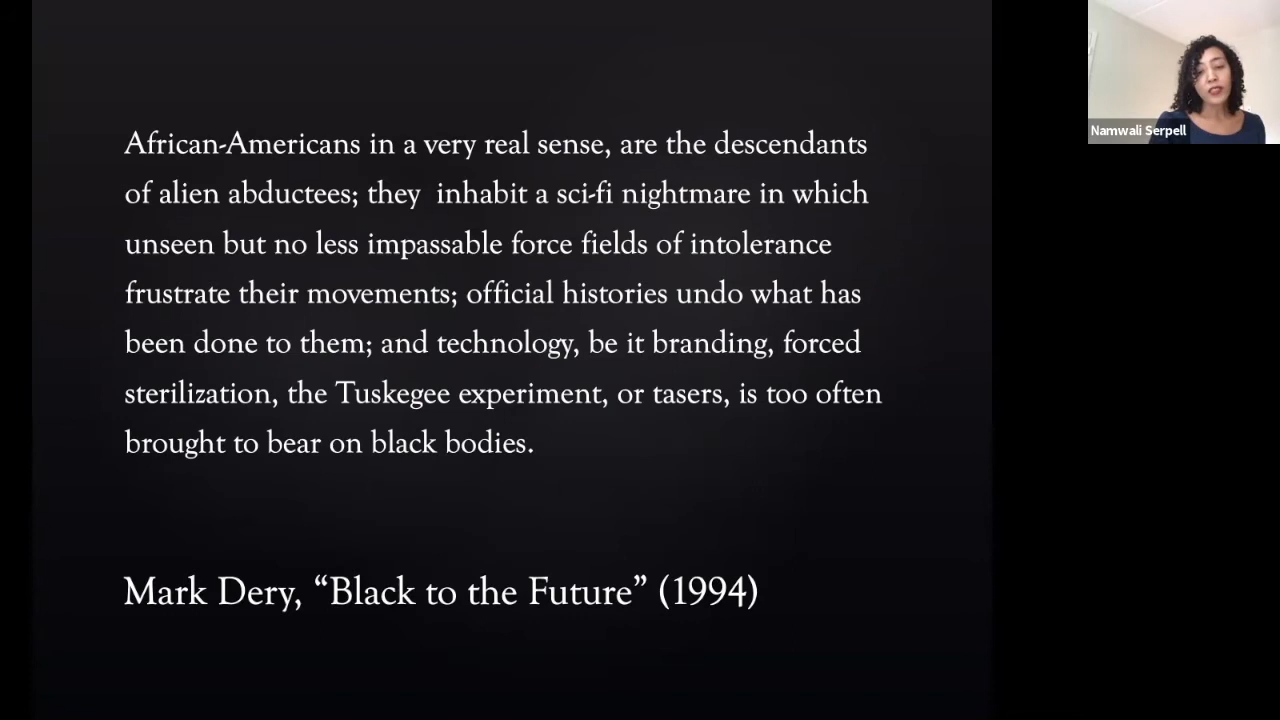 African-Americans in a very real sense, are the descendants
of alien abductees; they  inhabit a sci-fi nightmare in which
unseen but no less impassable force fields of intolerance
frustrate their movements; official histories undo what has
been done to them; and technology, be it branding, forced
sterilization, the Tuskegee experiment, or tasers, is too often
brought to bear on black bodies.
Mark Dery, “Black to the Future” (1994)
Namwali Serpell